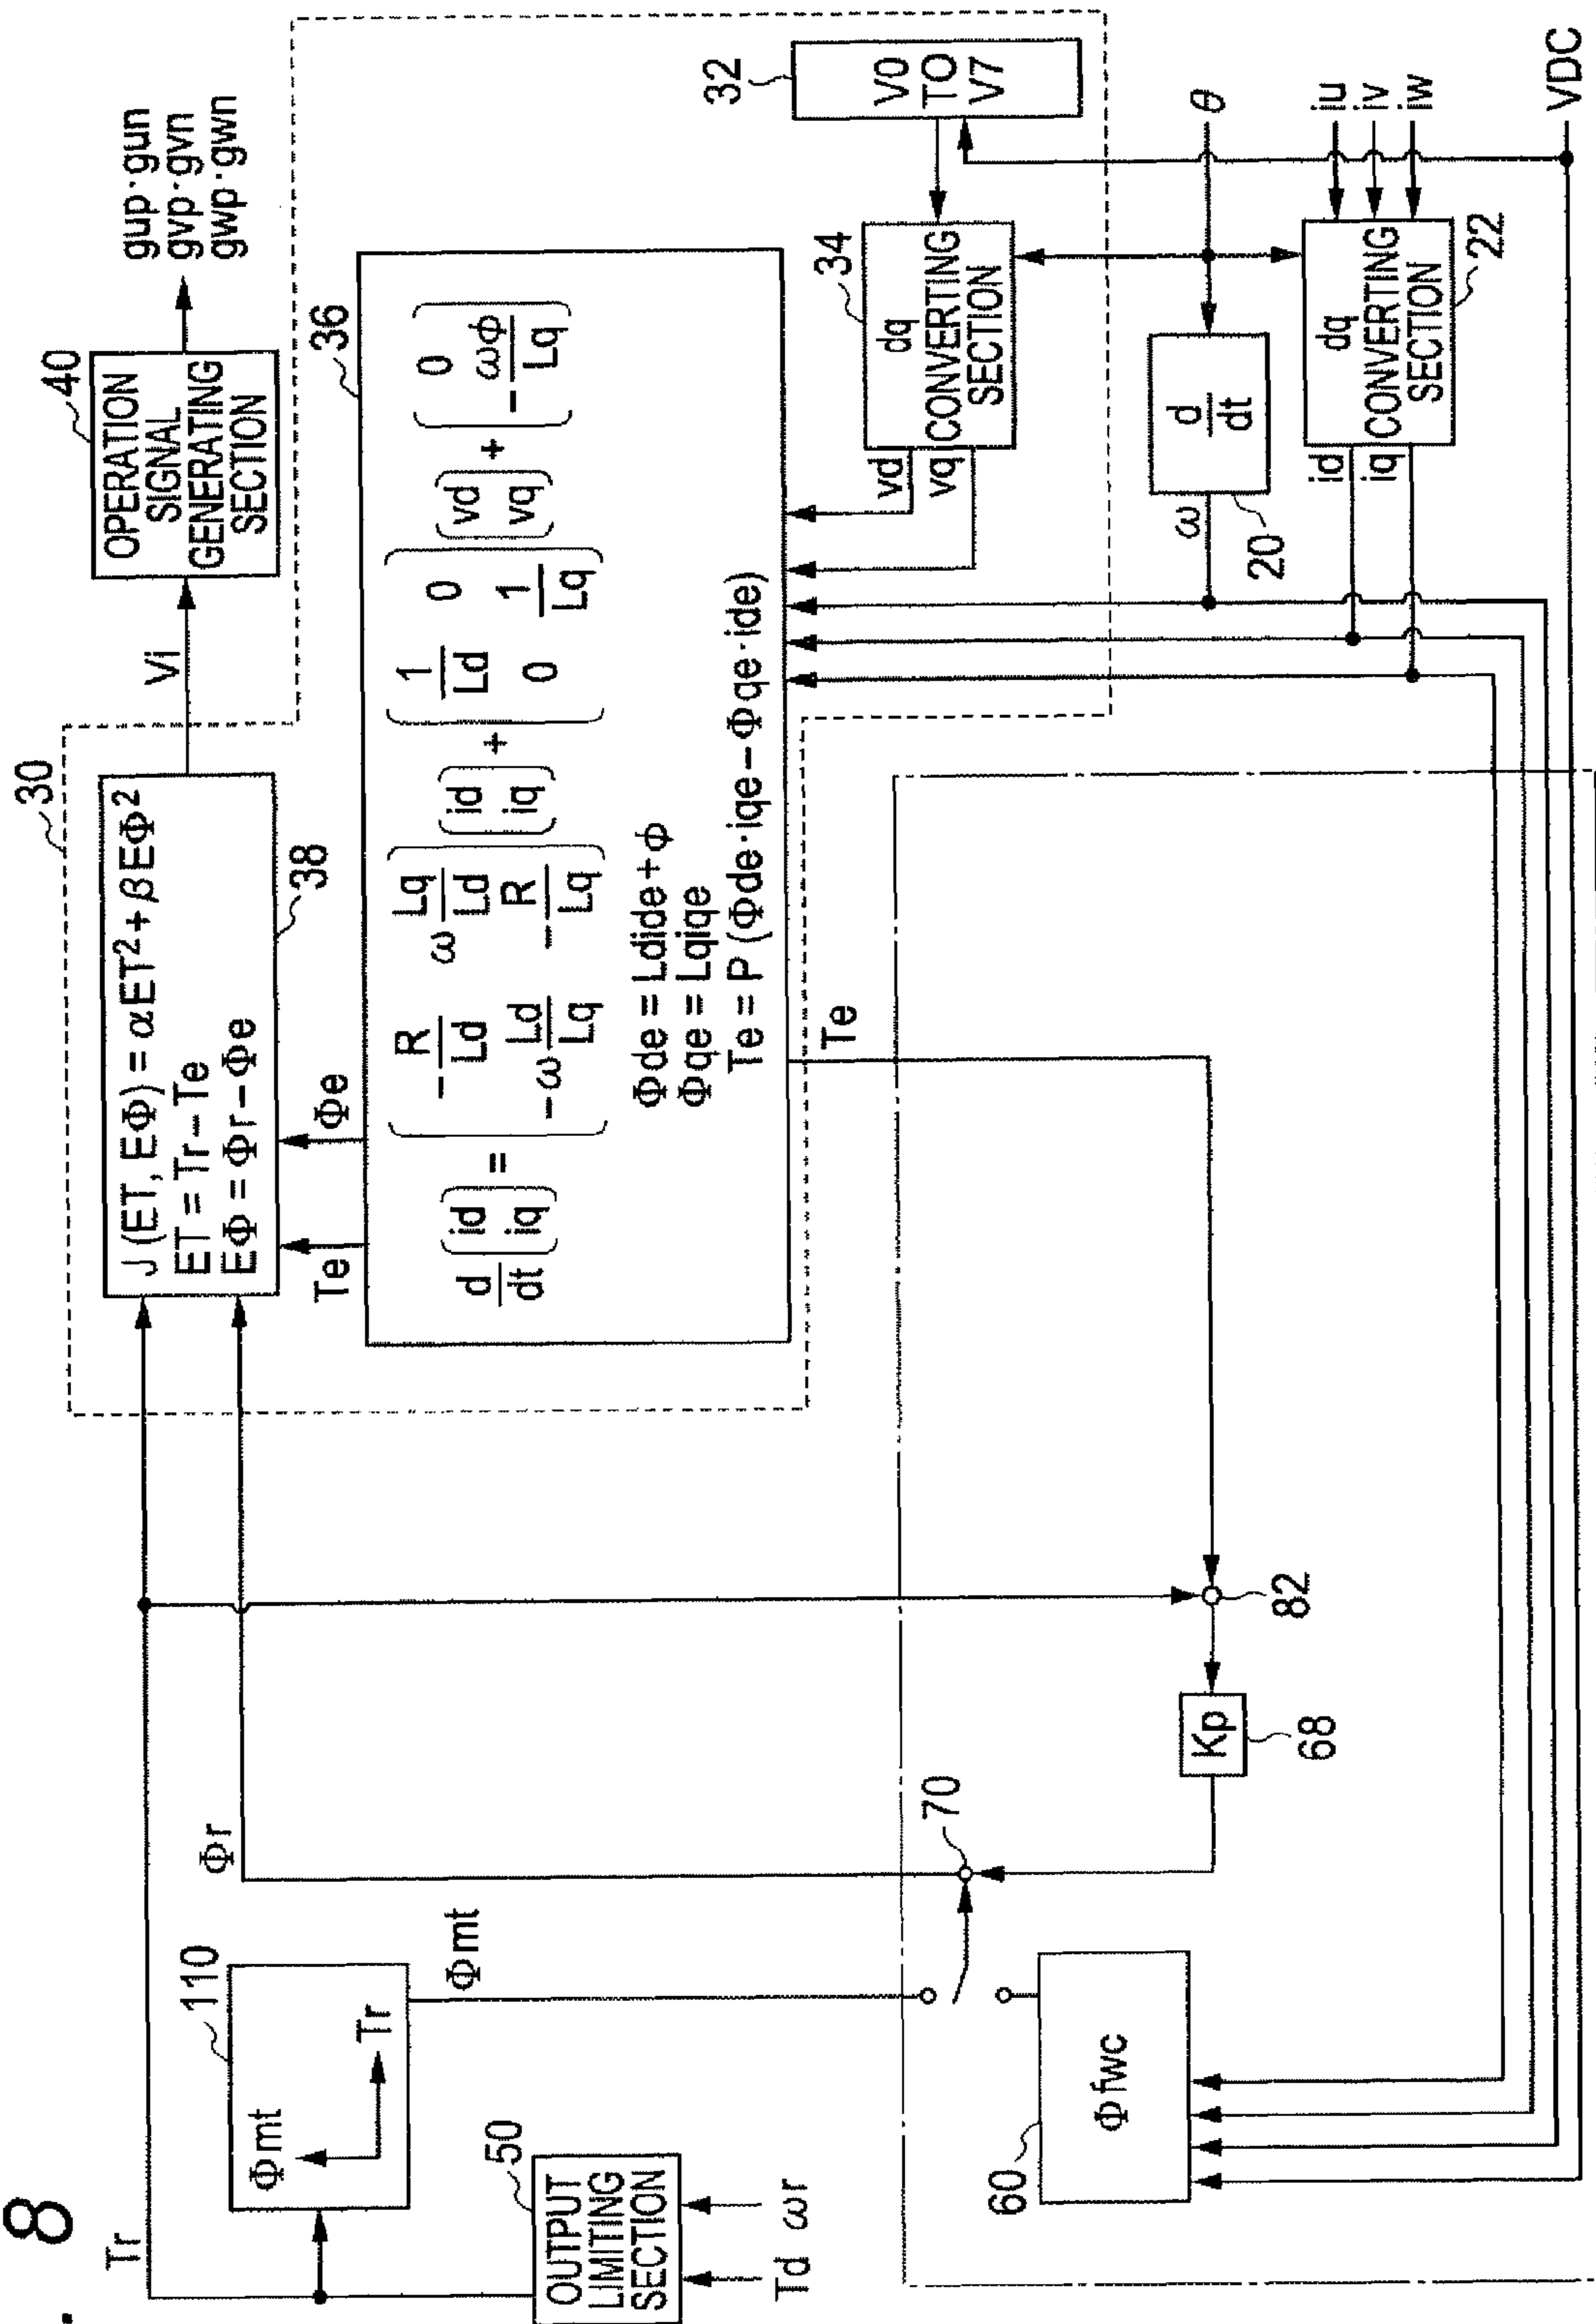 . 8
Tr
Φmt
Tr
110
OUTPUT
LIMITING
SECTION
50
Td ωr
Φmt
Φr
70
60
Φfwc
Kp
68
82
30
J (ET, EΦ) = αET² + βEΦ²
ET = Tr − Te
EΦ = Φr − Φe
38
Te
Φe
Vi
40
OPERATION
SIGNAL
GENERATING
SECTION
gup·gun
gvp·gvn
gwp·gwn
36
d/dt (id iq) = (−R/Ld ωLq/Ld −ωLd/Lq −R/Lq) (id iq) + (1/Ld 0 0 1/Lq) (vd vq) + (0 −ωϕ/Lq)
Φde = Ldide + ϕ
Φqe = Lqiqe
Te = P (Φde·iqe − Φqe·ide)
Te
32
V0
TO
V7
34
dq
CONVERTING
SECTION
vd
vq
θ
d/dt
20
ω
iu
iv
iw
dq
CONVERTING
SECTION
22
id
iq
VDC